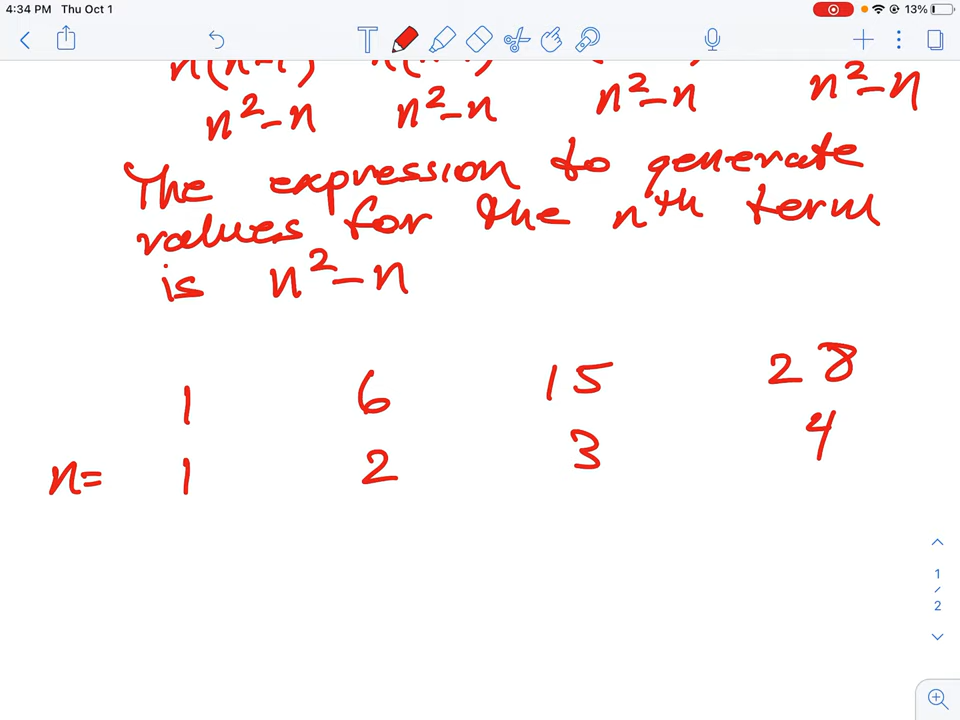 4:34 PM Thu Oct 1 13%
T
n²-n n²-n n²-n n²-n
The expression to generate
values for the nth term
is n²-n
1 6 15 28
n= 1 2 3 4
1
/
2